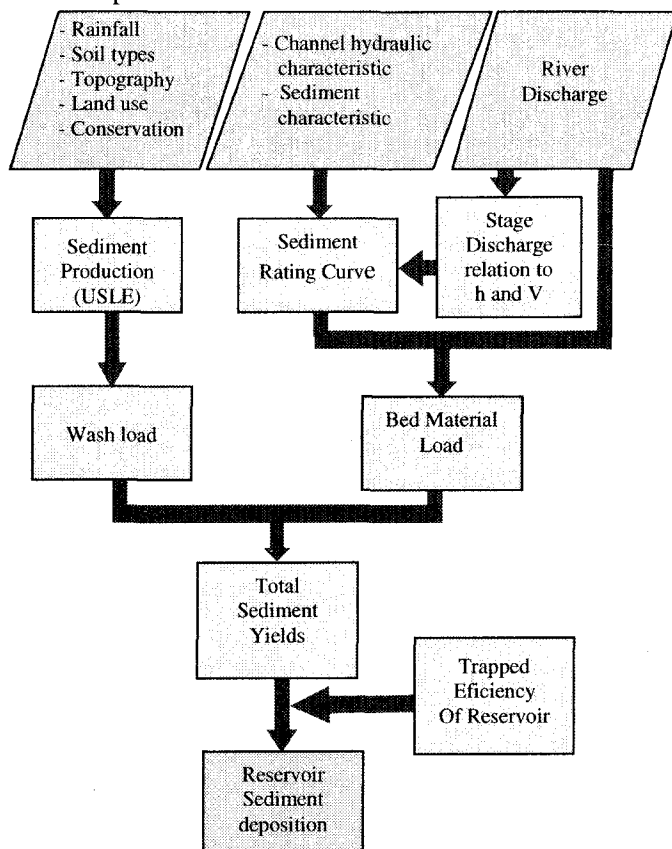 - Rainfall
- Soil types
- Topography
- Land use
- Conservation
- Channel hydraulic
characteristic
- Sediment
characteristic
River
Discharge
Sediment
Production
(USLE)
Sediment
Rating Curve
Stage
Discharge
relation to
h and V
Wash load
Bed Material
Load
Total
Sediment
Yields
Trapped
Eficiency
Of Reservoir
Reservoir
Sediment
deposition